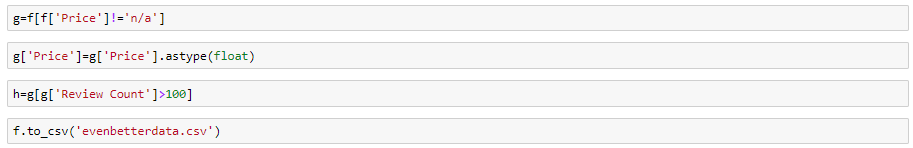 g=f[f['Price']!='n/a']
g['Price']=g['Price'].astype(float)
h=g[g['Review Count']>100]
f.to_csv('evenbetterdata.csv')